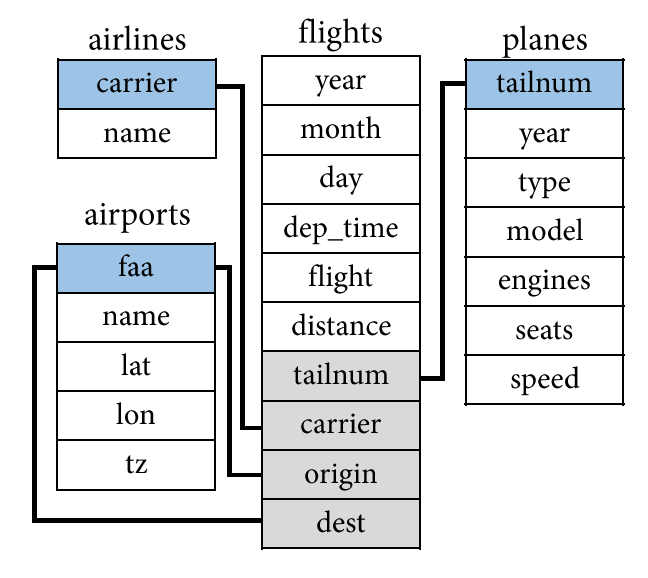 airlines
carrier
name
airports
faa
name
lat
lon
tz
flights
year
month
day
dep_time
flight
distance
tailnum
carrier
origin
dest
planes
tailnum
year
type
model
engines
seats
speed